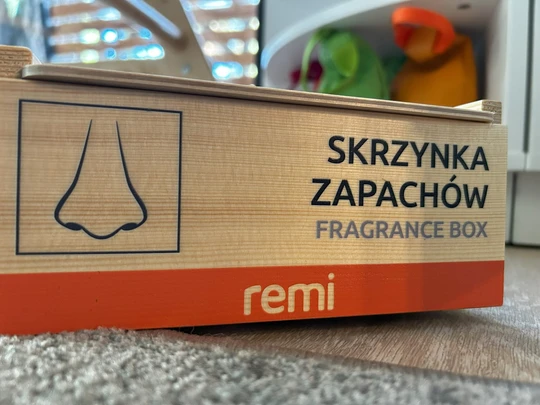 SKRZYNKA
ZAPACHÓW
FRAGRANCE BOX
remi